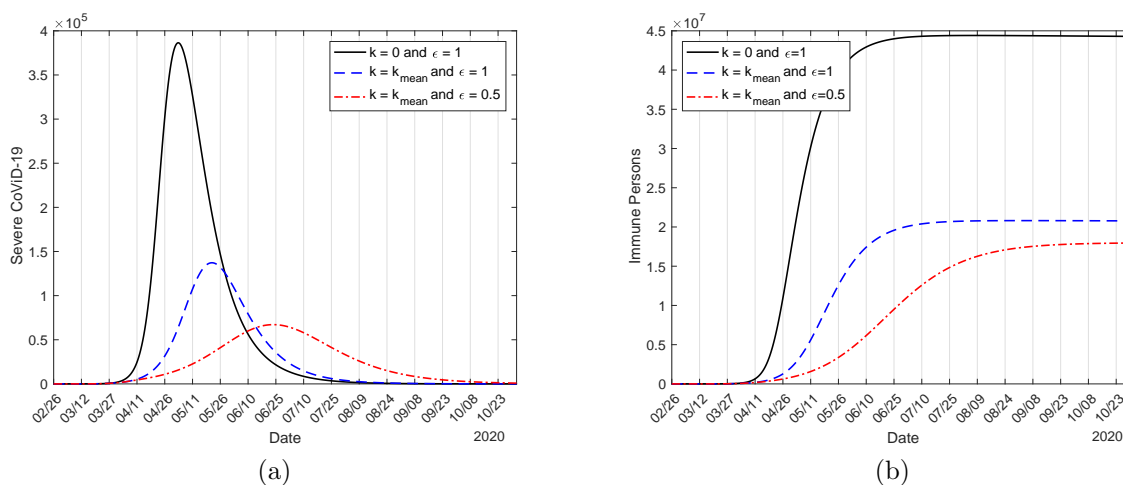 ×10^5
4
3.5
3
2.5
2
1.5
1
0.5
0
Severe CoViD-19
k = 0 and ϵ = 1
k = k_mean and ϵ = 1
k = k_mean and ϵ = 0.5
02/26 03/12 03/27 04/11 04/26 05/11 05/26 06/10 06/25 07/10 07/25 08/09 08/24 09/08 10/08 10/23
Date
2020
(a)
×10^7
4.5
4
3.5
3
2.5
2
1.5
1
0.5
0
Immune Persons
k = 0 and ϵ=1
k = k_mean and ϵ=1
k = k_mean and ϵ=0.5
02/26 03/12 03/27 04/11 04/26 05/11 05/26 06/10 06/25 07/10 07/25 08/09 08/24 09/08 09/23 10/08 10/23
Date
2020
(b)